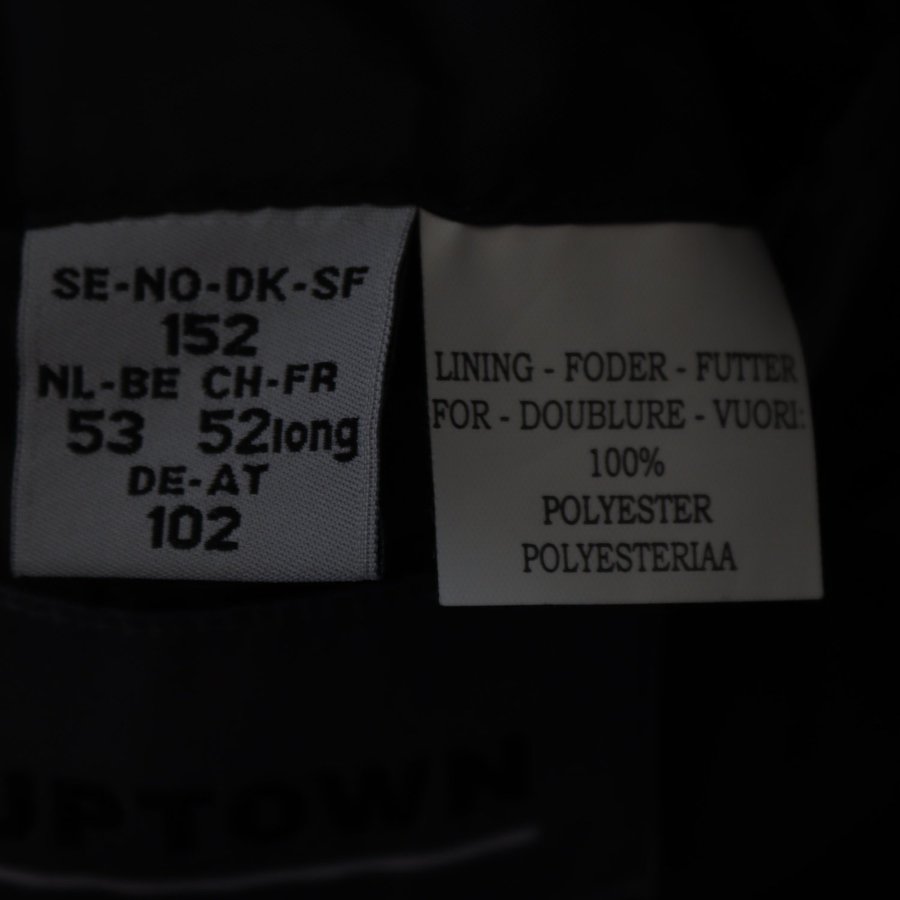 SE-NO-DK-SF
152
NL-BE CH-FR
53 52long
DE-AT
102
LINING - FODER - FUTTER
FOR - DOUBLURE - VUORI:
100%
POLYESTER
POLYESTERIAA
UPTOWN